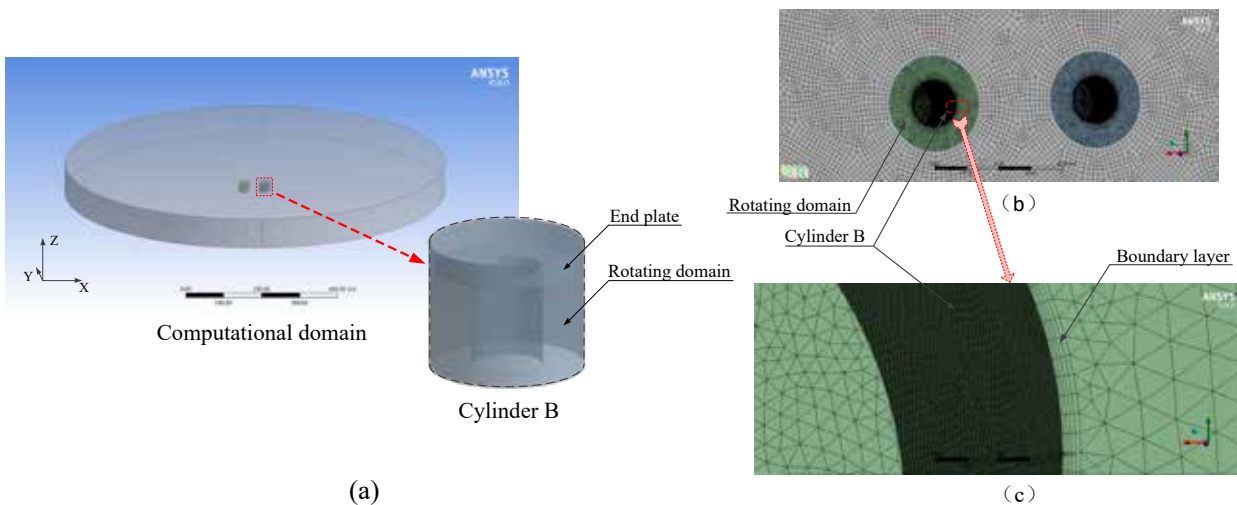 ANSYS
Z
Y
X
Computational domain
End plate
Rotating domain
Cylinder B
(a)
ANSYS
Rotating domain
(b)
Cylinder B
Boundary layer
ANSYS
(c)